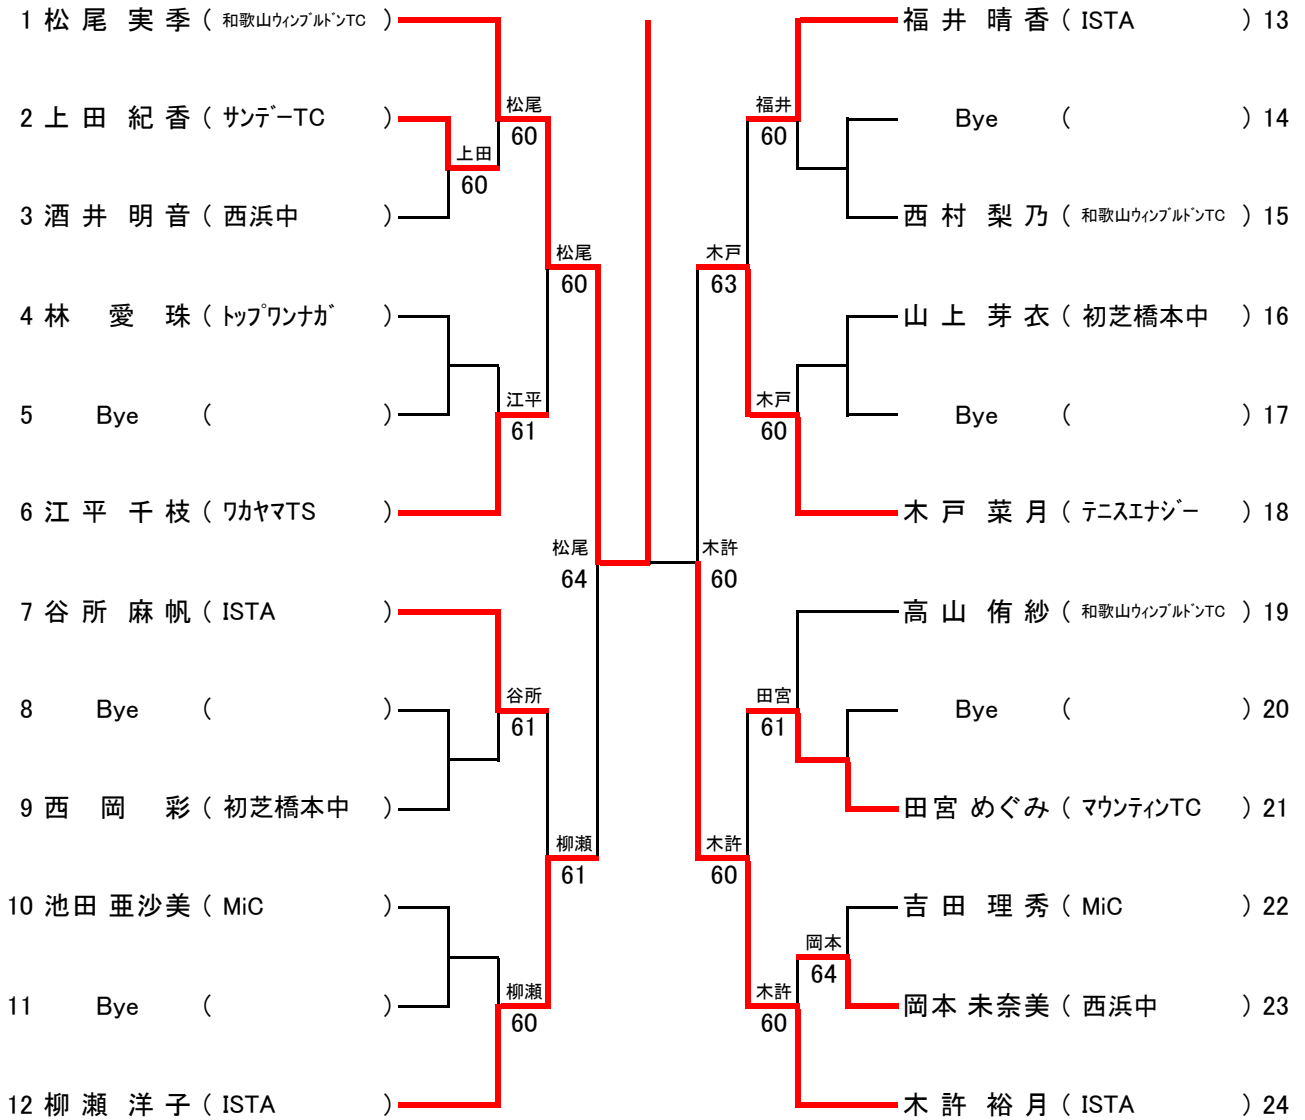 1 松尾 実季 ( 和歌山ウィンブルドンTC )
福井 晴香 ( ISTA ) 13
松尾
福井
2 上田 紀香 ( サンデーTC )
60
60
Bye ( ) 14
上田
60
3 酒井 明音 ( 西浜中 )
西村 梨乃 ( 和歌山ウィンブルドンTC ) 15
松尾
木戸
60
63
4 林 愛珠 ( トップワンナガ )
山上 芽衣 ( 初芝橋本中 ) 16
江平
木戸
5 Bye ( )
61
60
Bye ( ) 17
6 江平 千枝 ( ワカヤマTS )
木戸 菜月 ( テニスエナジー ) 18
松尾
木許
64
60
7 谷所 麻帆 ( ISTA )
高山 侑紗 ( 和歌山ウィンブルドンTC ) 19
谷所
田宮
8 Bye ( )
61
61
Bye ( ) 20
9 西岡 彩 ( 初芝橋本中 )
田宮 めぐみ ( マウンティンTC ) 21
柳瀬
木許
61
60
10 池田 亜沙美 ( MiC )
吉田 理秀 ( MiC ) 22
岡本
64
柳瀬
木許
11 Bye ( )
60
60
岡本 未奈美 ( 西浜中 ) 23
12 柳瀬 洋子 ( ISTA )
木許 裕月 ( ISTA ) 24